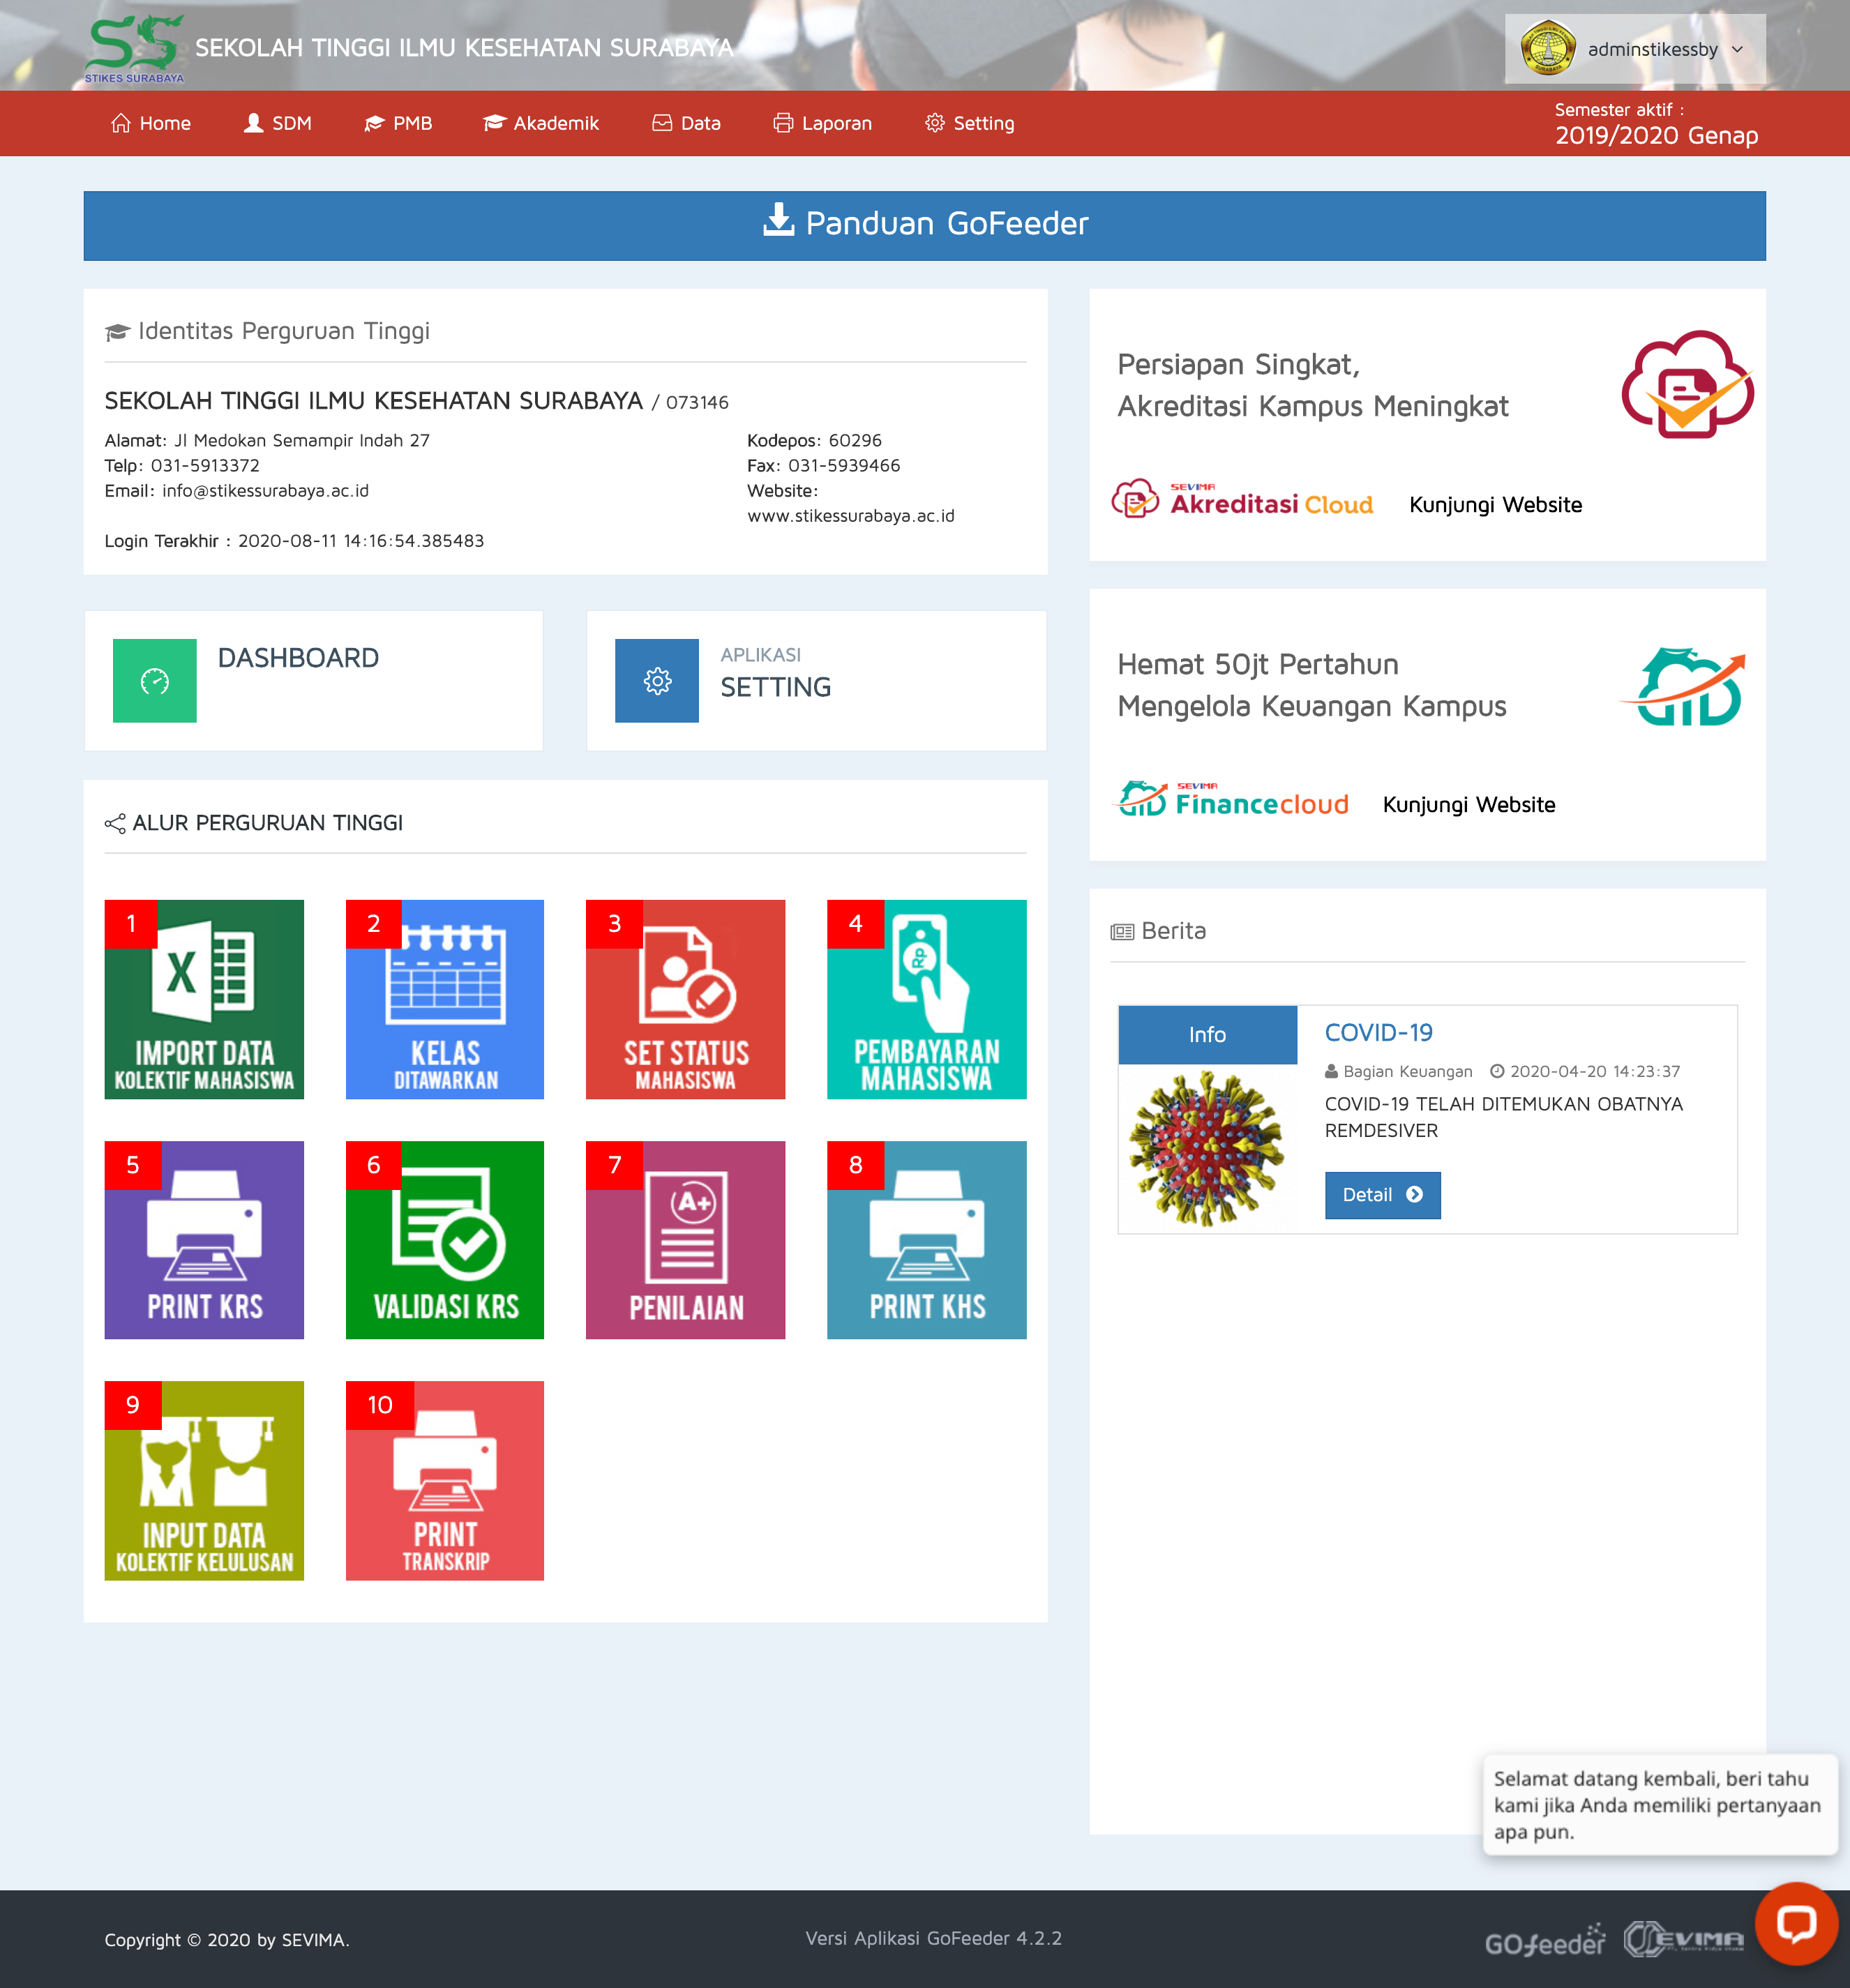 SS
STIKES SURABAYA
SEKOLAH TINGGI ILMU KESEHATAN SURABAYA
adminstikessby
Home
SDM
PMB
Akademik
Data
Laporan
Setting
Semester aktif :
2019/2020 Genap
Panduan GoFeeder
Identitas Perguruan Tinggi
SEKOLAH TINGGI ILMU KESEHATAN SURABAYA / 073146
Alamat: Jl Medokan Semampir Indah 27
Telp: 031-5913372
Email: info@stikessurabaya.ac.id
Kodepos: 60296
Fax: 031-5939466
Website:
www.stikessurabaya.ac.id
Login Terakhir : 2020-08-11 14:16:54.385483
DASHBOARD
APLIKASI
SETTING
ALUR PERGURUAN TINGGI
1
X
IMPORT DATA
KOLEKTIF MAHASISWA
2
KELAS
DITAWARKAN
3
SET STATUS
MAHASISWA
4
Rp
PEMBAYARAN
MAHASISWA
5
PRINT KRS
6
VALIDASI KRS
7
A+
PENILAIAN
8
PRINT KHS
9
INPUT DATA
KOLEKTIF KELULUSAN
10
PRINT
TRANSKRIP
Persiapan Singkat,
Akreditasi Kampus Meningkat
SEVIMA
Akreditasi Cloud
Kunjungi Website
Hemat 50jt Pertahun
Mengelola Keuangan Kampus
SEVIMA
Financecloud
Kunjungi Website
Berita
Info
COVID-19
Bagian Keuangan 2020-04-20 14:23:37
COVID-19 TELAH DITEMUKAN OBATNYA
REMDESIVER
Detail
Selamat datang kembali, beri tahu
kami jika Anda memiliki pertanyaan
apa pun.
Copyright © 2020 by SEVIMA.
Versi Aplikasi GoFeeder 4.2.2
GOfeeder
SEVIMA